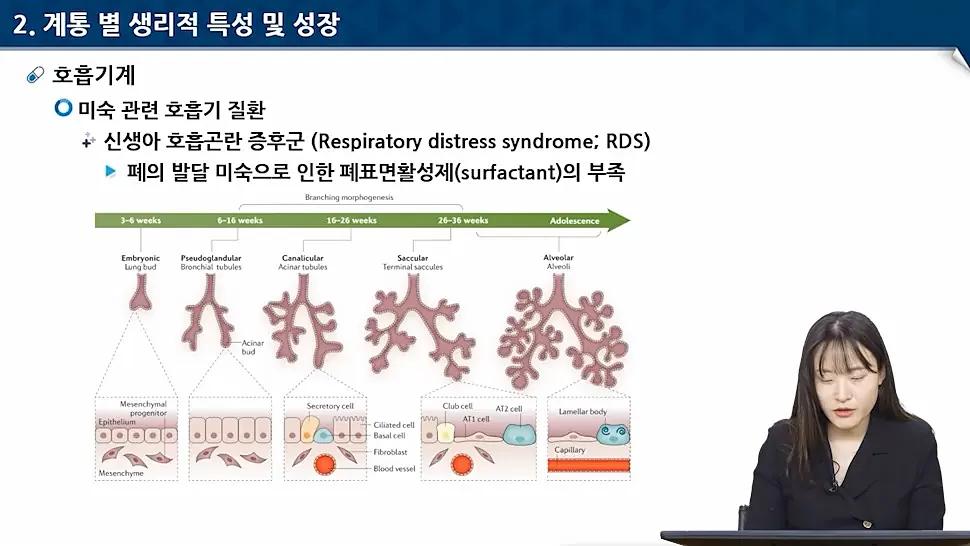 2. 계통 별 생리적 특성 및 성장
호흡기계
미숙 관련 호흡기 질환
신생아 호흡곤란 증후군 (Respiratory distress syndrome; RDS)
폐의 발달 미숙으로 인한 폐표면활성제(surfactant)의 부족
Branching morphogenesis
3–6 weeks
6–16 weeks
16–26 weeks
26–36 weeks
Adolescence
Embryonic
Lung bud
Pseudoglandular
Bronchial tubules
Canalicular
Acinar tubules
Saccular
Terminal saccules
Alveolar
Alveoli
Acinar
bud
Mesenchymal
progenitor
Epithelium
Mesenchyme
Secretory cell
Ciliated cell
Basal cell
Fibroblast
Blood vessel
Club cell
AT1 cell
AT2 cell
Lamellar body
Capillary